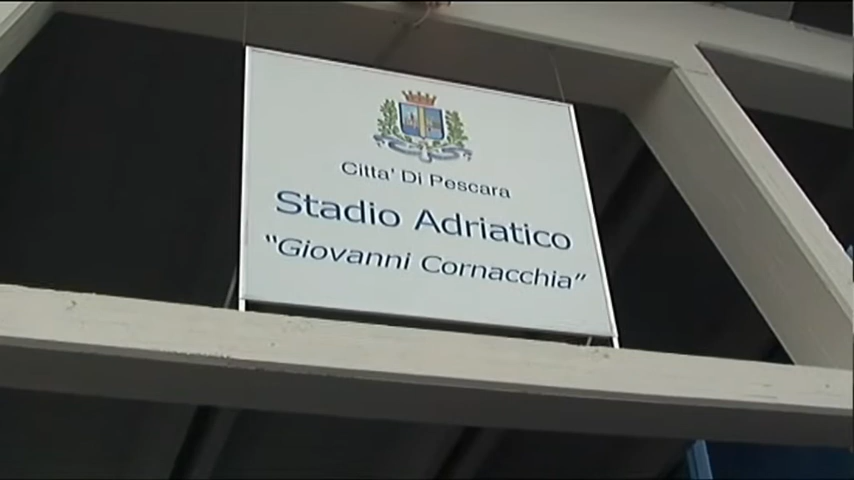 Citta' Di Pescara
Stadio Adriatico
"Giovanni Cornacchia"